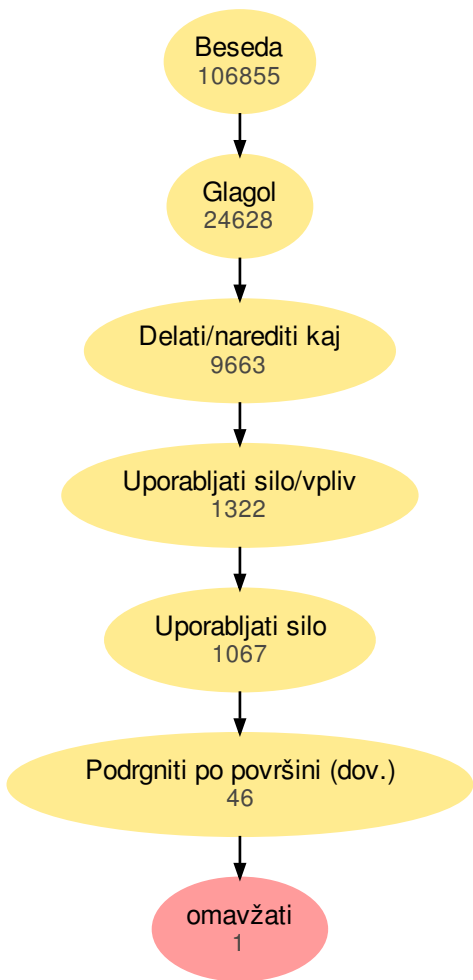 Beseda
106855
Glagol
24628
Delati/narediti kaj
9663
Uporabljati silo/vpliv
1322
Uporabljati silo
1067
Podrgniti po površini (dov.)
46
omavžati
1